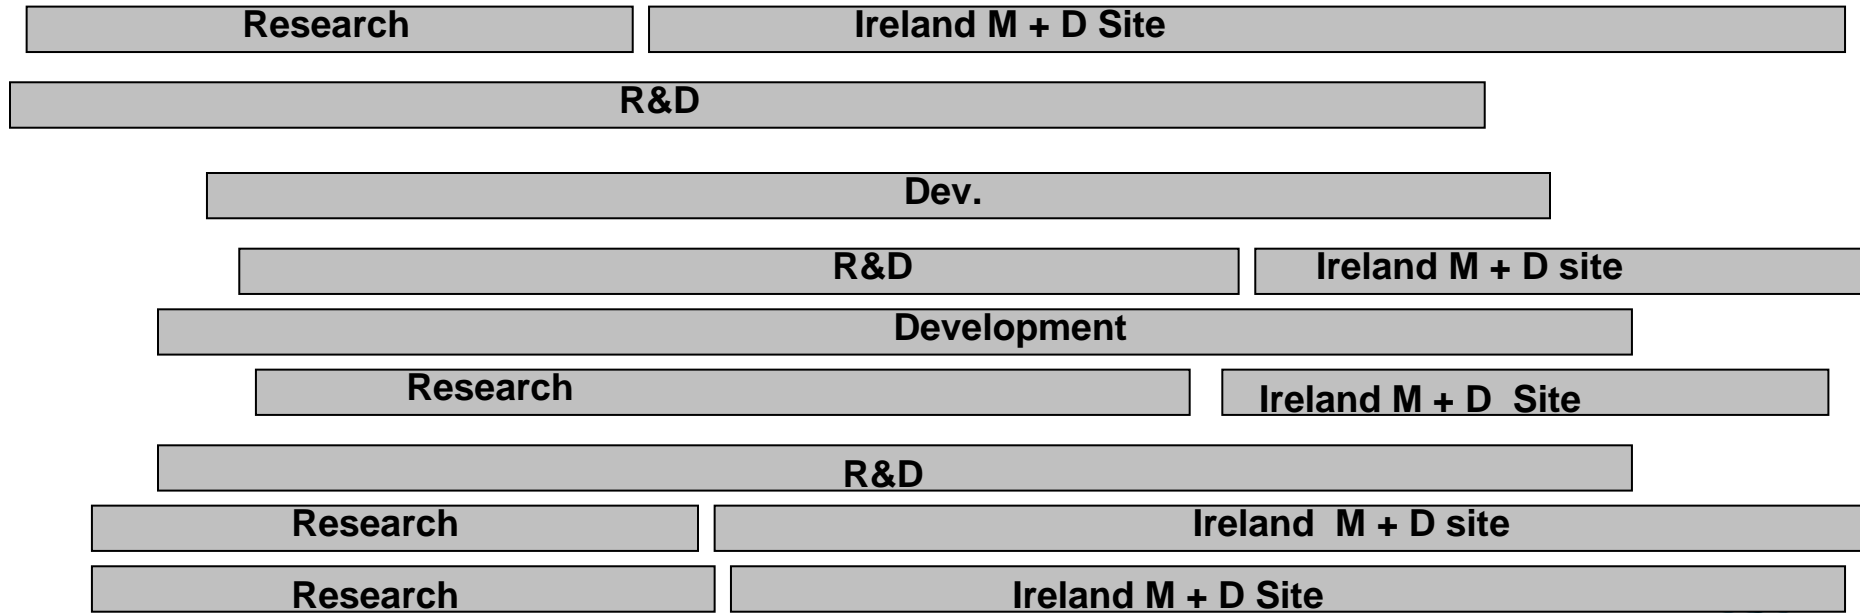 Research Ireland M + D Site
R&D
Dev.
R&D Ireland M + D site
Development
Research Ireland M + D Site
R&D
Research Ireland M + D site
Research Ireland M + D Site